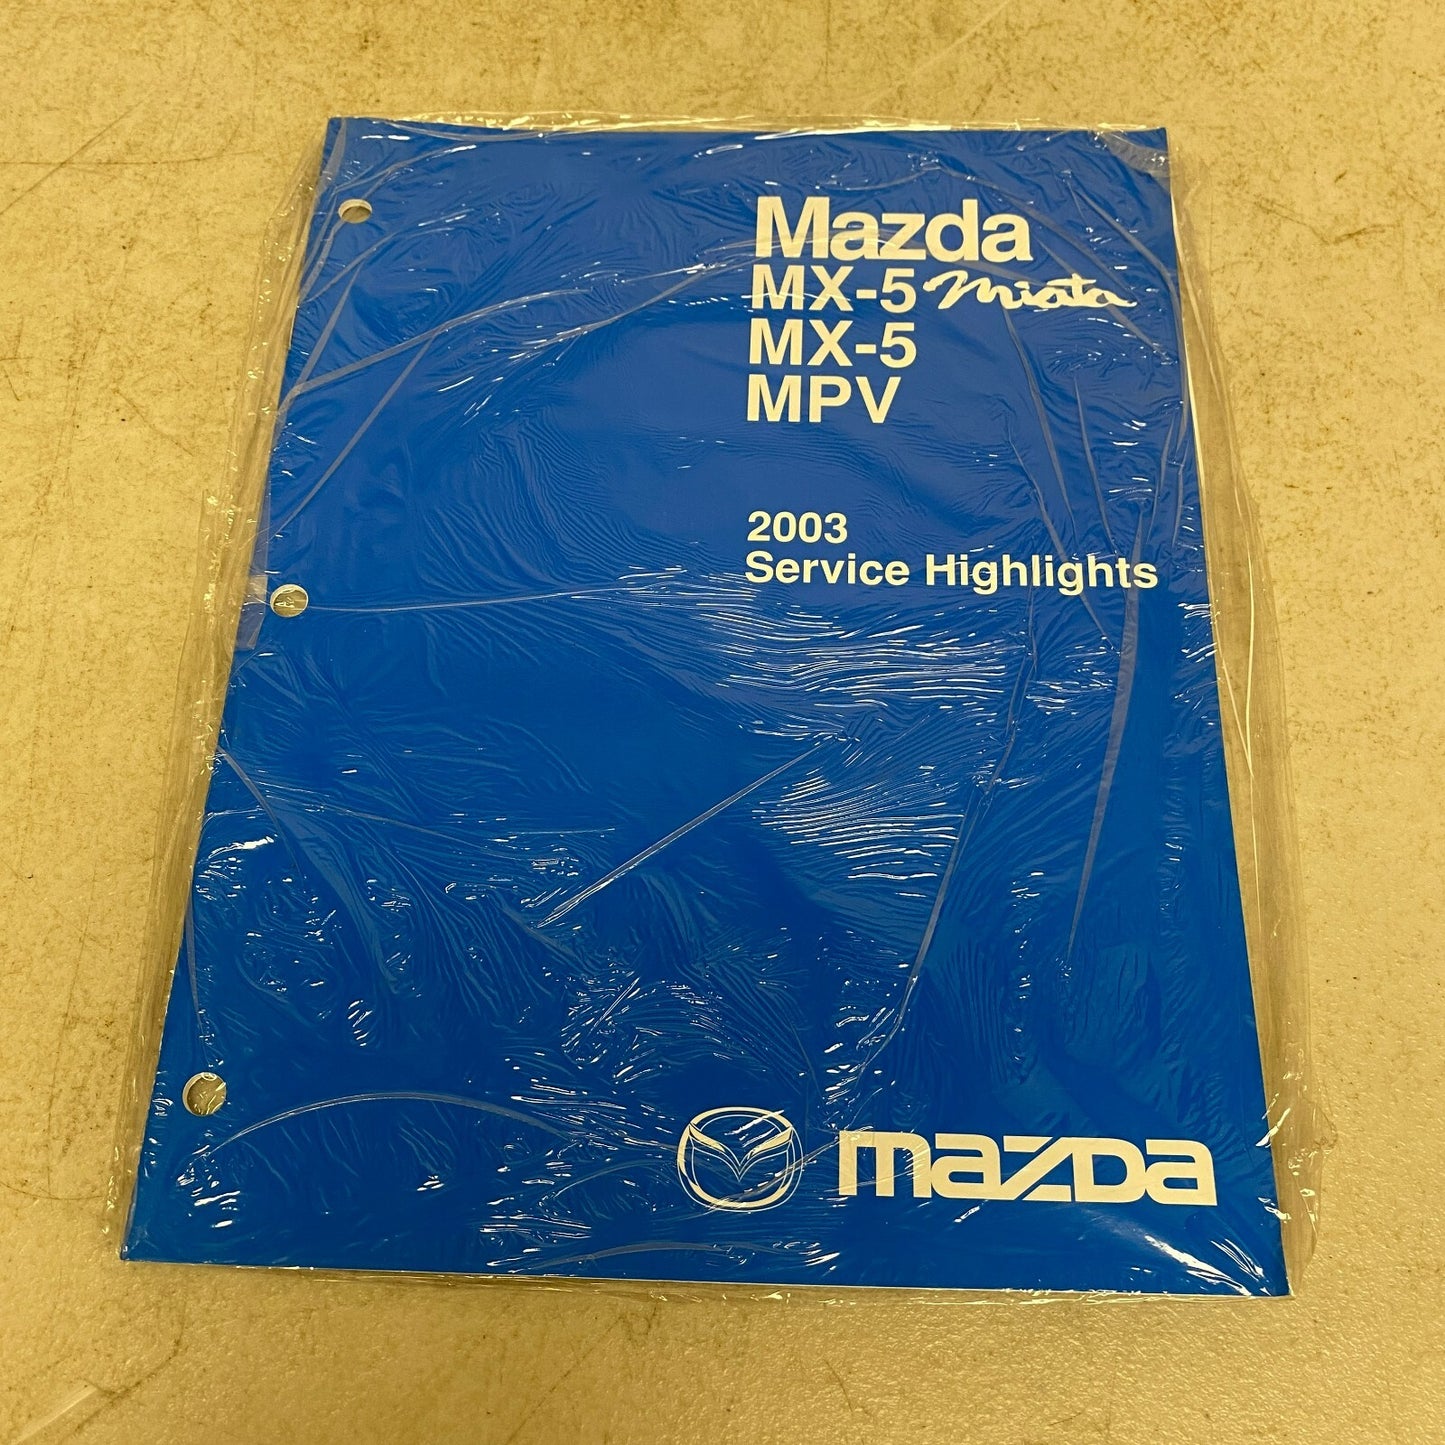 Mazda
MX-5 Miata
MX-5
MPV
2003
Service Highlights
mazda